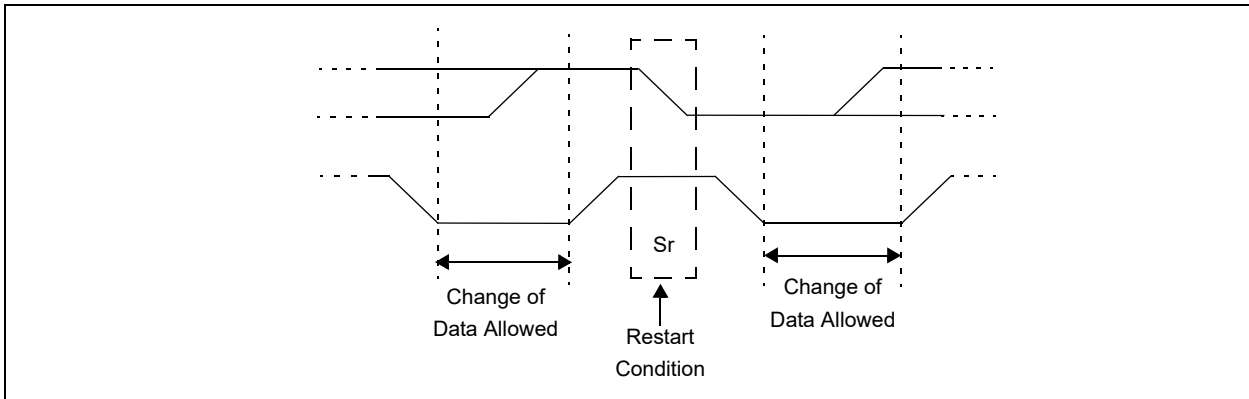 Sr
Change of
Data Allowed
Restart
Condition
Change of
Data Allowed